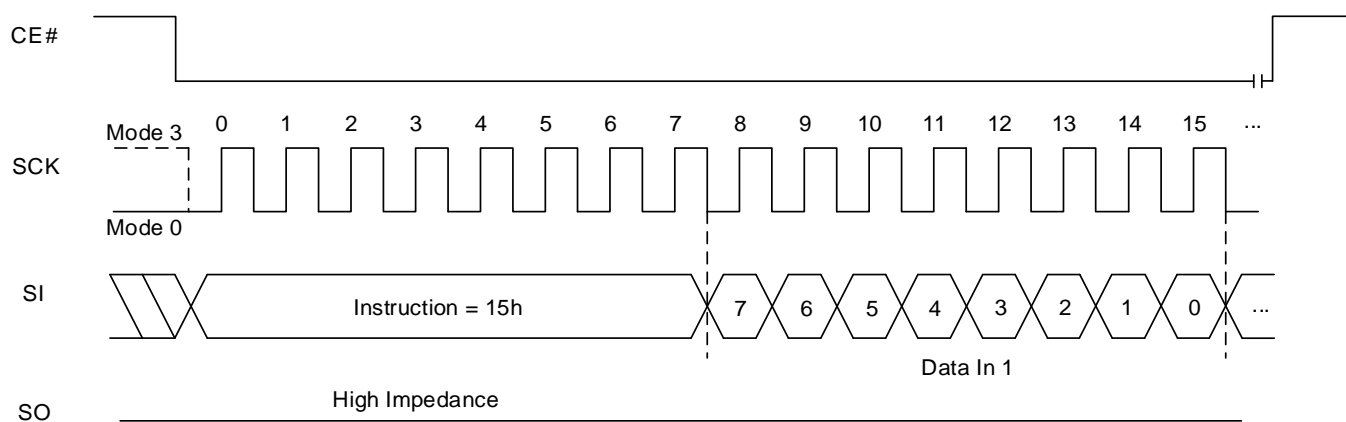 CE#
Mode 3 0 1 2 3 4 5 6 7 8 9 10 11 12 13 14 15 ...
SCK
Mode 0
SI Instruction = 15h 7 6 5 4 3 2 1 0 ...
Data In 1
High Impedance
SO